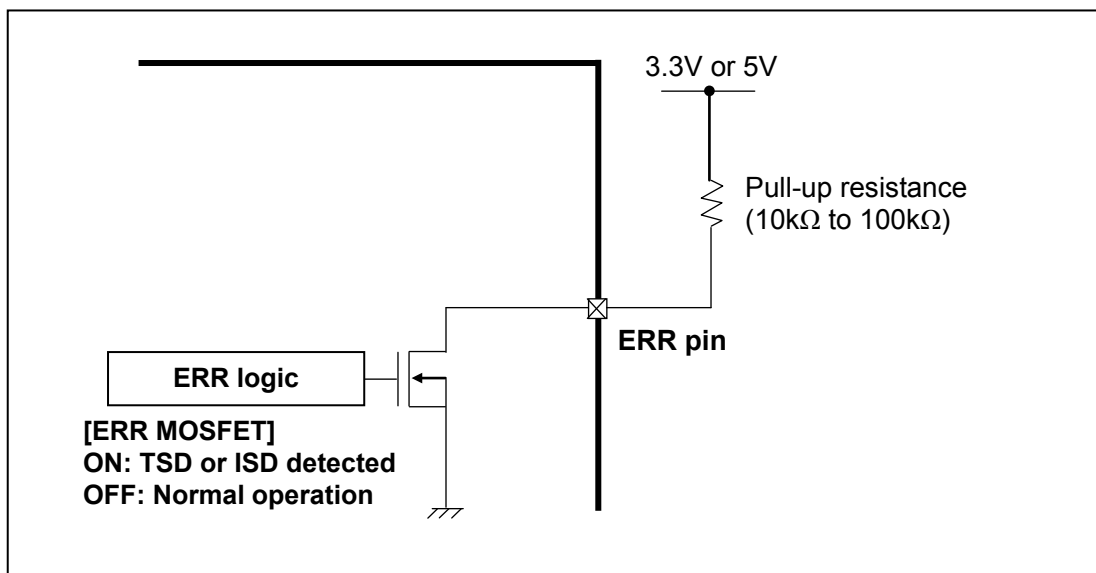 3.3V or 5V
Pull-up resistance
(10kΩ to 100kΩ)
ERR pin
ERR logic
[ERR MOSFET]
ON: TSD or ISD detected
OFF: Normal operation